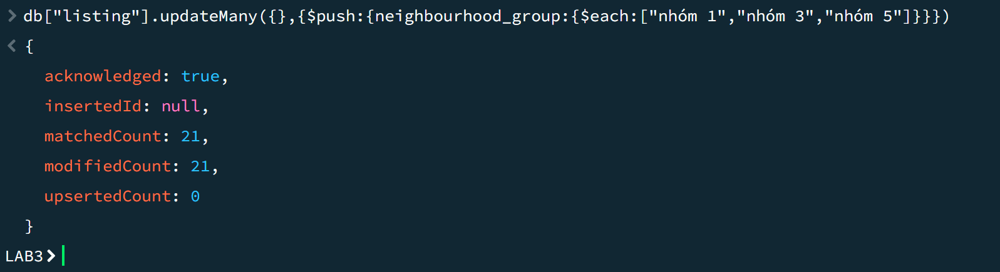 > db["listing"].updateMany({},{$push:{neighbourhood_group:{$each:["nhóm 1","nhóm 3","nhóm 5"]}}})
< {
acknowledged: true,
insertedId: null,
matchedCount: 21,
modifiedCount: 21,
upsertedCount: 0
}
LAB3>